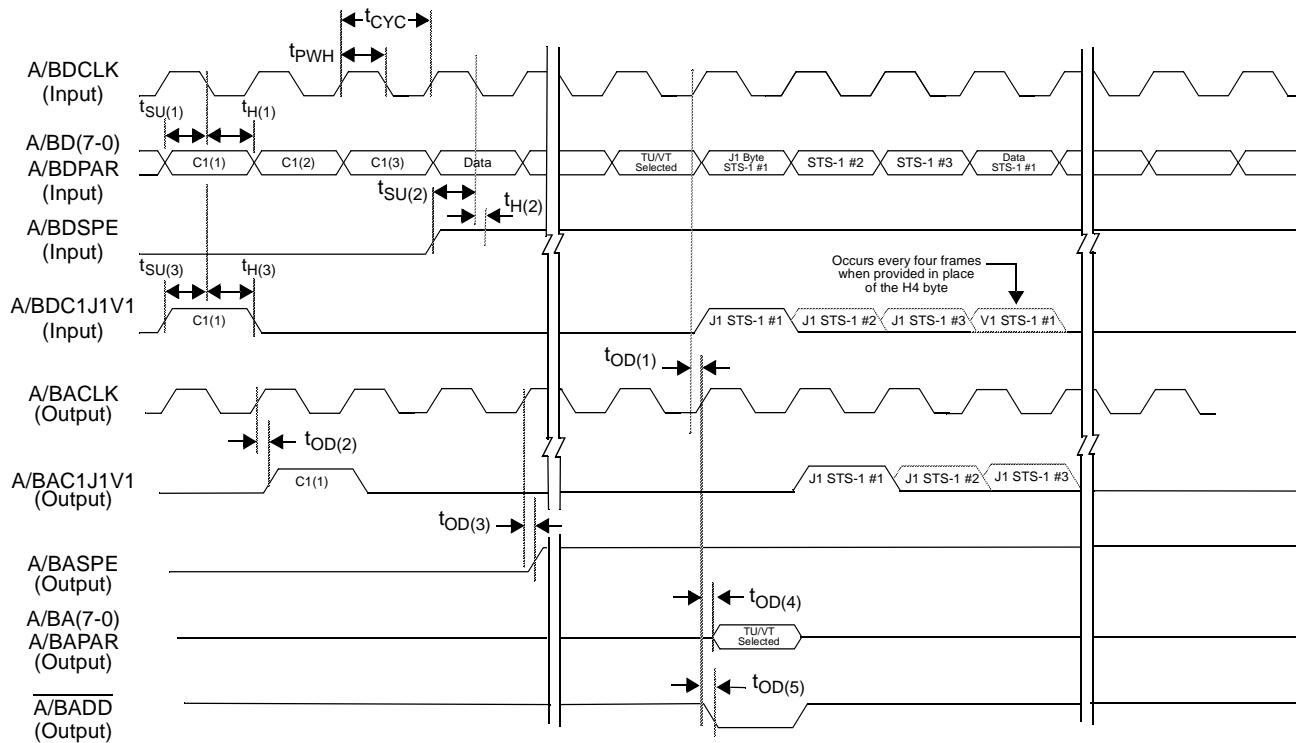 tCYC
tPWH
A/BDCLK
(Input)
tSU(1)
tH(1)
A/BD(7-0)
A/BDPAR
(Input)
C1(1)
C1(2)
C1(3)
Data
TU/VT
Selected
J1 Byte
STS-1 #1
STS-1 #2
STS-1 #3
Data
STS-1 #1
tSU(2)
tH(2)
A/BDSPE
(Input)
tSU(3)
tH(3)
Occurs every four frames
when provided in place
of the H4 byte
A/BDC1J1V1
(Input)
C1(1)
J1 STS-1 #1
J1 STS-1 #2
J1 STS-1 #3
V1 STS-1 #1
tOD(1)
A/BACLK
(Output)
tOD(2)
A/BAC1J1V1
(Output)
C1(1)
J1 STS-1 #1
J1 STS-1 #2
J1 STS-1 #3
tOD(3)
A/BASPE
(Output)
tOD(4)
A/BA(7-0)
A/BAPAR
(Output)
TU/VT
Selected
tOD(5)
A/BADD
(Output)